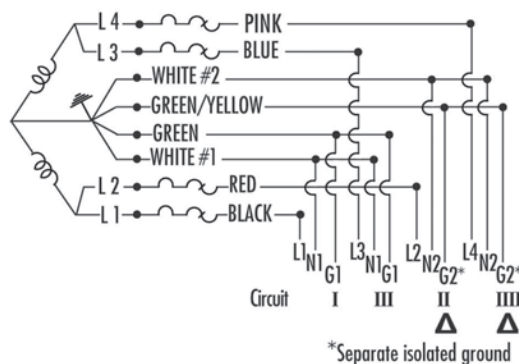 L 4 PINK
L 3 BLUE
WHITE #2
GREEN/YELLOW
GREEN
WHITE #1
L 2 RED
L 1 BLACK
L1 N1 G1 L3 N1 G1 L2 N2 G2* L4 N2 G2*
Circuit I III II IIII
Δ Δ
*Separate isolated ground